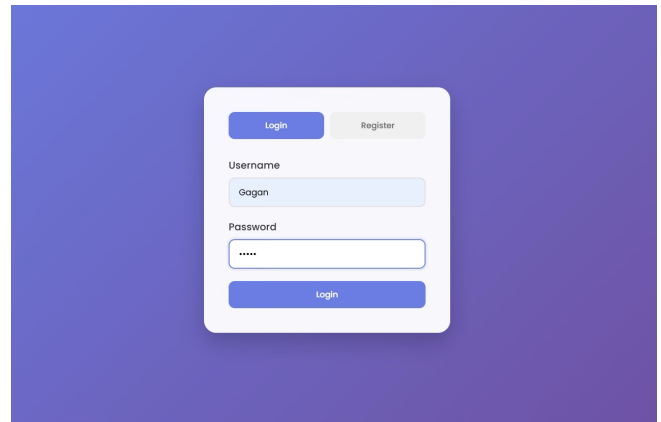 Login Register
Username
Gagan
Password
•••••
Login